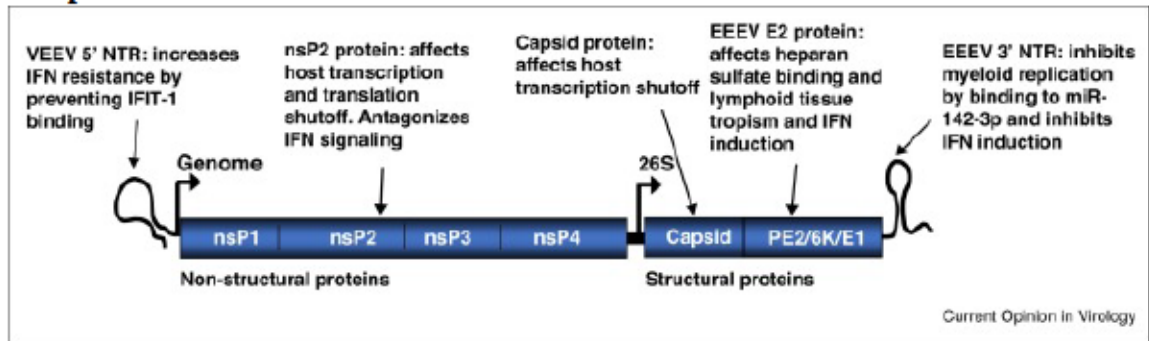 VEEV 5' NTR: increases
IFN resistance by
preventing IFIT-1
binding
nsP2 protein: affects
host transcription
and translation
shutoff. Antagonizes
IFN signaling
Capsid protein:
affects host
transcription shutoff
EEEV E2 protein:
affects heparan
sulfate binding and
lymphoid tissue
tropism and IFN
induction
EEEV 3' NTR: inhibits
myeloid replication
by binding to miR-
142-3p and inhibits
IFN induction
Genome
26S
nsP1
nsP2
nsP3
nsP4
Capsid
PE2/6K/E1
Non-structural proteins
Structural proteins
Current Opinion in Virology